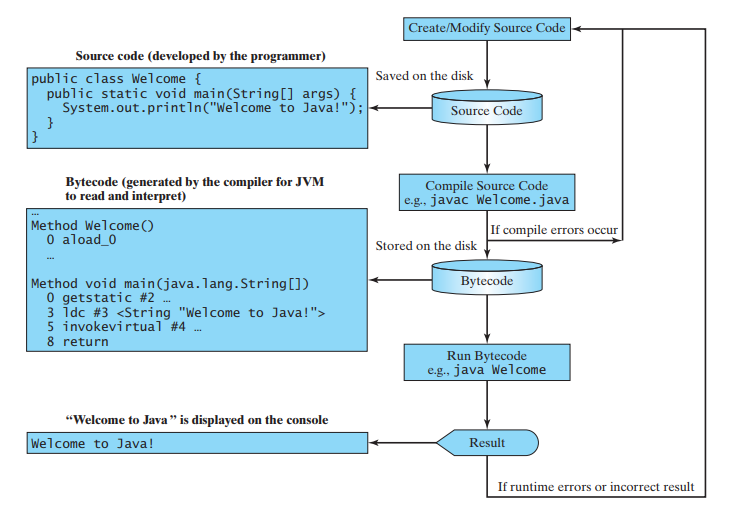 Create/Modify Source Code
Source code (developed by the programmer)
Saved on the disk
public class Welcome {
  public static void main(String[] args) {
    System.out.println("Welcome to Java!");
  }
}
Source Code
Compile Source Code
e.g., javac Welcome.java
Bytecode (generated by the compiler for JVM
to read and interpret)
If compile errors occur
Stored on the disk
…
Method Welcome()
  0 aload_0
  …
Method void main(java.lang.String[])
  0 getstatic #2 …
  3 ldc #3 <String "Welcome to Java!">
  5 invokevirtual #4 …
  8 return
Bytecode
Run Bytecode
e.g., java Welcome
“Welcome to Java” is displayed on the console
Welcome to Java!
Result
If runtime errors or incorrect result